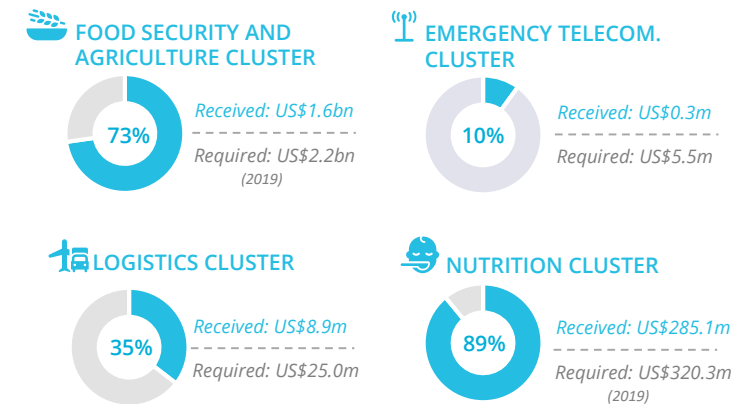 FOOD SECURITY AND
AGRICULTURE CLUSTER
73%
Received: US$1.6bn
Required: US$2.2bn
(2019)
EMERGENCY TELECOM.
CLUSTER
10%
Received: US$0.3m
Required: US$5.5m
LOGISTICS CLUSTER
35%
Received: US$8.9m
Required: US$25.0m
NUTRITION CLUSTER
89%
Received: US$285.1m
Required: US$320.3m
(2019)